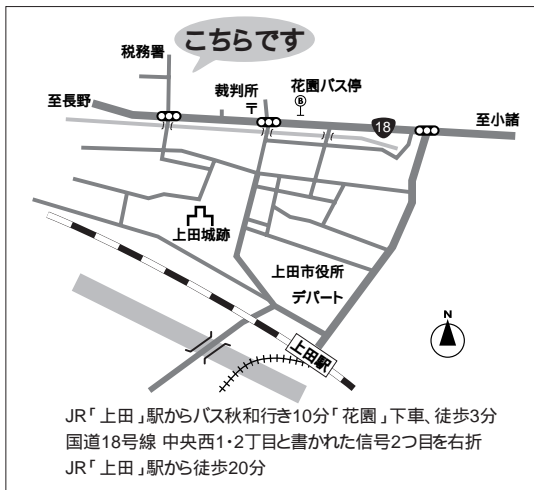 こちらです
税務署
裁判所
〒
花園バス停
B
至長野
18
至小諸
上田城跡
上田市役所
デパート
上田駅
N
JR「上田」駅からバス秋和行き10分「花園」下車、徒歩3分
国道18号線 中央西1・2丁目と書かれた信号2つ目を右折
JR「上田」駅から徒歩20分